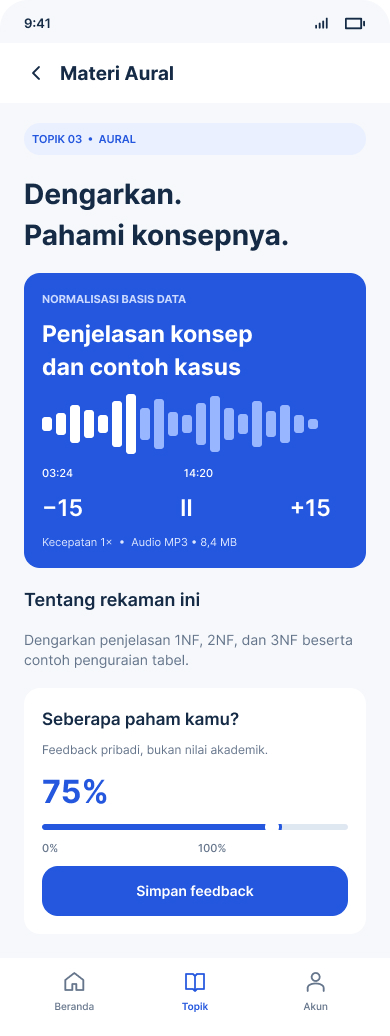 9:41
Materi Aural
TOPIK 03 • AURAL
Dengarkan.
Pahami konsepnya.
NORMALISASI BASIS DATA
Penjelasan konsep
dan contoh kasus
03:24 14:20
−15 II +15
Kecepatan 1× • Audio MP3 • 8,4 MB
Tentang rekaman ini
Dengarkan penjelasan 1NF, 2NF, dan 3NF beserta
contoh penguraian tabel.
Seberapa paham kamu?
Feedback pribadi, bukan nilai akademik.
75%
0% 100%
Simpan feedback
Beranda Topik Akun